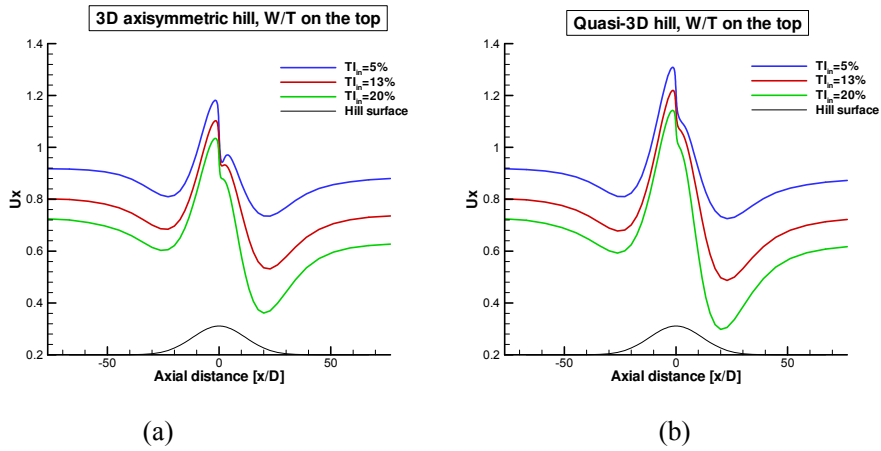 3D axisymmetric hill, W/T on the top
1.4
1.2
1
0.8
0.6
0.4
0.2
Ux
TI_in=5%
TI_in=13%
TI_in=20%
Hill surface
-50
0
50
Axial distance [x/D]
(a)
Quasi-3D hill, W/T on the top
1.4
1.2
1
0.8
0.6
0.4
0.2
Ux
TI_in=5%
TI_in=13%
TI_in=20%
Hill surface
-50
0
50
Axial distance [x/D]
(b)